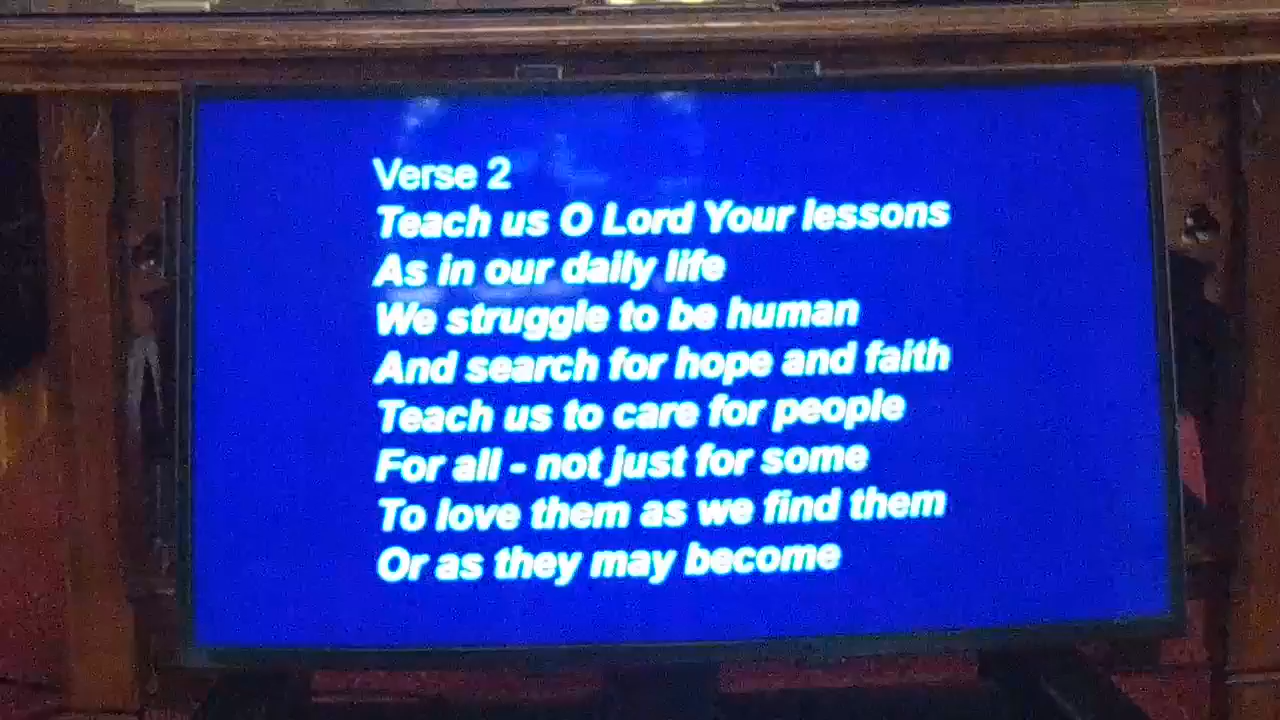 Verse 2
Teach us O Lord Your lessons
As in our daily life
We struggle to be human
And search for hope and faith
Teach us to care for people
For all - not just for some
To love them as we find them
Or as they may become